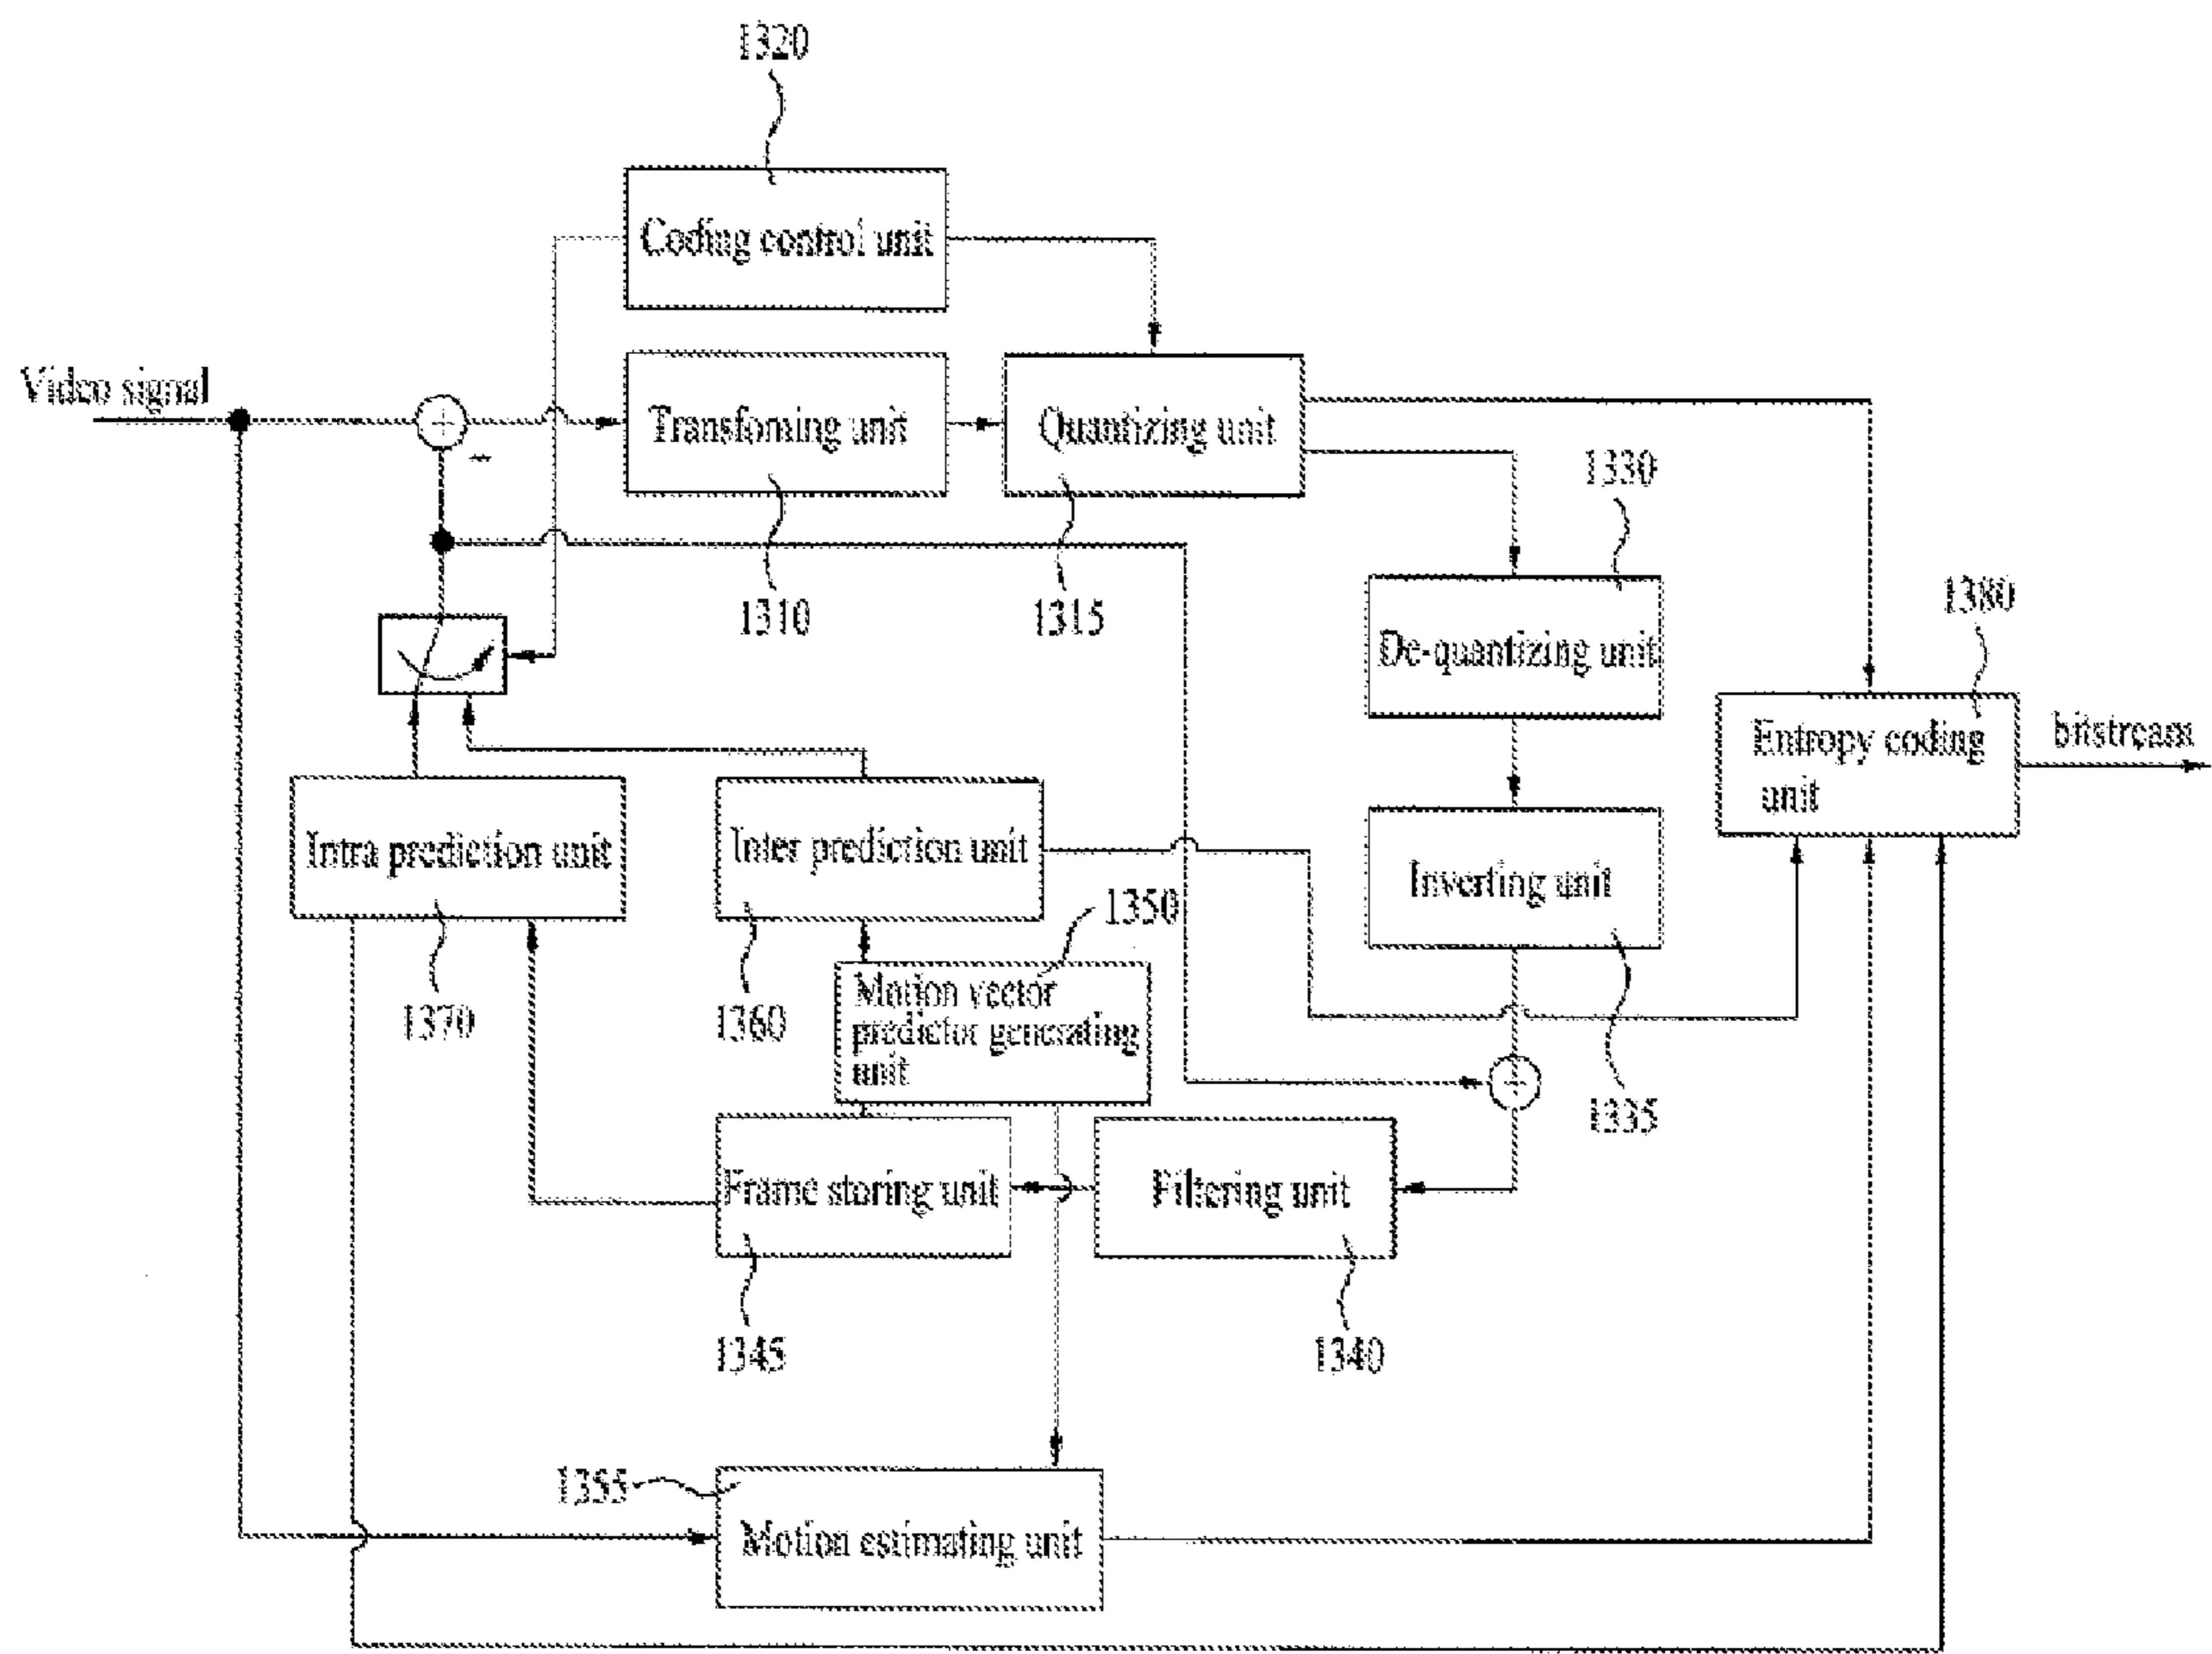 1320
Coding control unit
Video signal
Transforming unit
Quantizing unit
1330
1310
1315
De-quantizing unit
1380
Entropy coding
unit
bitstream
Intra prediction unit
Inter prediction unit
Inverting unit
1350
1370
1360
Motion vector
predictor generating
unit
1335
Frame storing unit
Filtering unit
1345
1340
1355
Motion estimating unit